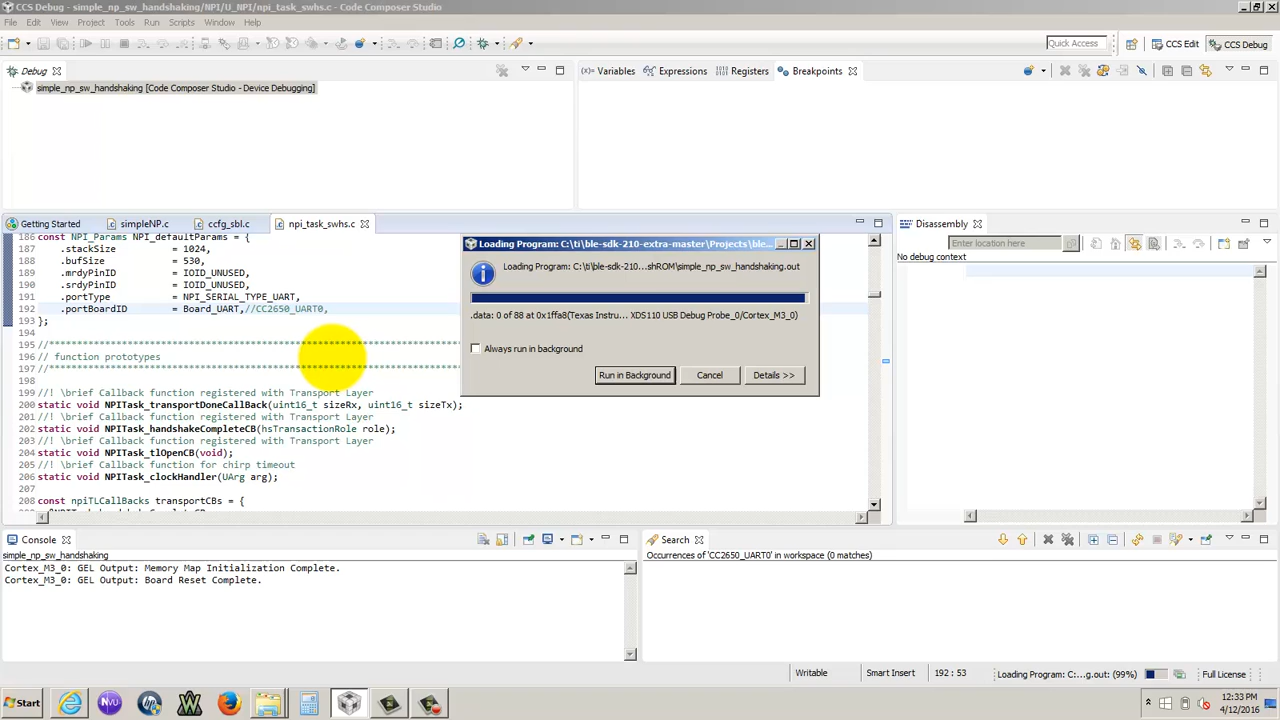 CCS Debug - simple_np_sw_handshaking/NPI/U_NPI/npi_task_swhs.c - Code Composer Studio
File Edit View Project Tools Run Scripts Window Help
Quick Access CCS Edit CCS Debug
Debug
(x)= Variables Expressions Registers Breakpoints
simple_np_sw_handshaking [Code Composer Studio - Device Debugging]
Getting Started simpleNP.c ccfg_sbl.c npi_task_swhs.c
Disassembly
Enter location here
No debug context
186 const NPI_Params NPI_defaultParams = {
187 .stackSize = 1024,
188 .bufSize = 530,
189 .mrdyPinID = IOID_UNUSED,
190 .srdyPinID = IOID_UNUSED,
191 .portType = NPI_SERIAL_TYPE_UART,
192 .portBoardID = Board_UART,//CC2650_UART0,
193 };
194
195 //****************************************************
196 // function prototypes
197 //****************************************************
198
199 //! \brief Callback function registered with Transport Layer
200 static void NPITask_transportDoneCallBack(uint16_t sizeRx, uint16_t sizeTx);
201 //! \brief Callback function registered with Transport Layer
202 static void NPITask_handshakeCompleteCB(hsTransactionRole role);
203 //! \brief Callback function registered with Transport Layer
204 static void NPITask_tlOpenCB(void);
205 //! \brief Callback function for chirp timeout
206 static void NPITask_clockHandler(UArg arg);
207
208 const npiTLCallBacks transportCBs = {
Loading Program: C:\ti\ble-sdk-210-extra-master\Projects\ble...
Loading Program: C:\ti\ble-sdk-210...shROM\simple_np_sw_handshaking.out
.data: 0 of 88 at 0x1ffa8(Texas Instru... XDS110 USB Debug Probe_0/Cortex_M3_0)
Always run in background
Run in Background Cancel Details >>
Console
simple_np_sw_handshaking
Cortex_M3_0: GEL Output: Memory Map Initialization Complete.
Cortex_M3_0: GEL Output: Board Reset Complete.
Search
Occurrences of 'CC2650_UART0' in workspace (0 matches)
Writable Smart Insert 192 : 53 Loading Program: C:...g.out: (99%) Full License
Start
12:33 PM
4/12/2016